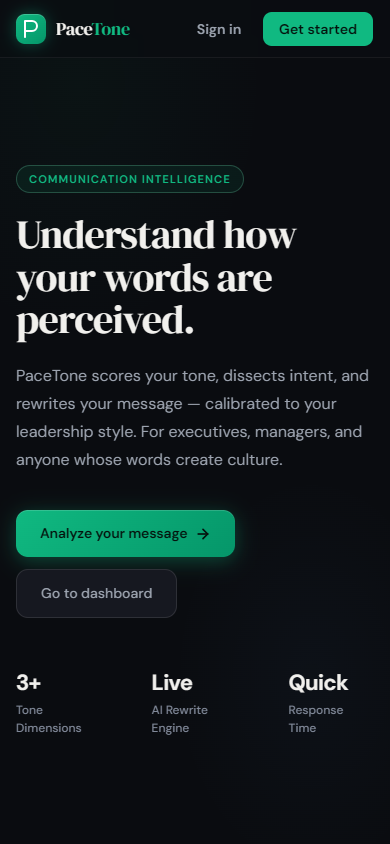 P PaceTone Sign in Get started
COMMUNICATION INTELLIGENCE
Understand how
your words are
perceived.
PaceTone scores your tone, dissects intent, and
rewrites your message — calibrated to your
leadership style. For executives, managers, and
anyone whose words create culture.
Analyze your message →
Go to dashboard
3+ Live Quick
Tone AI Rewrite Response
Dimensions Engine Time